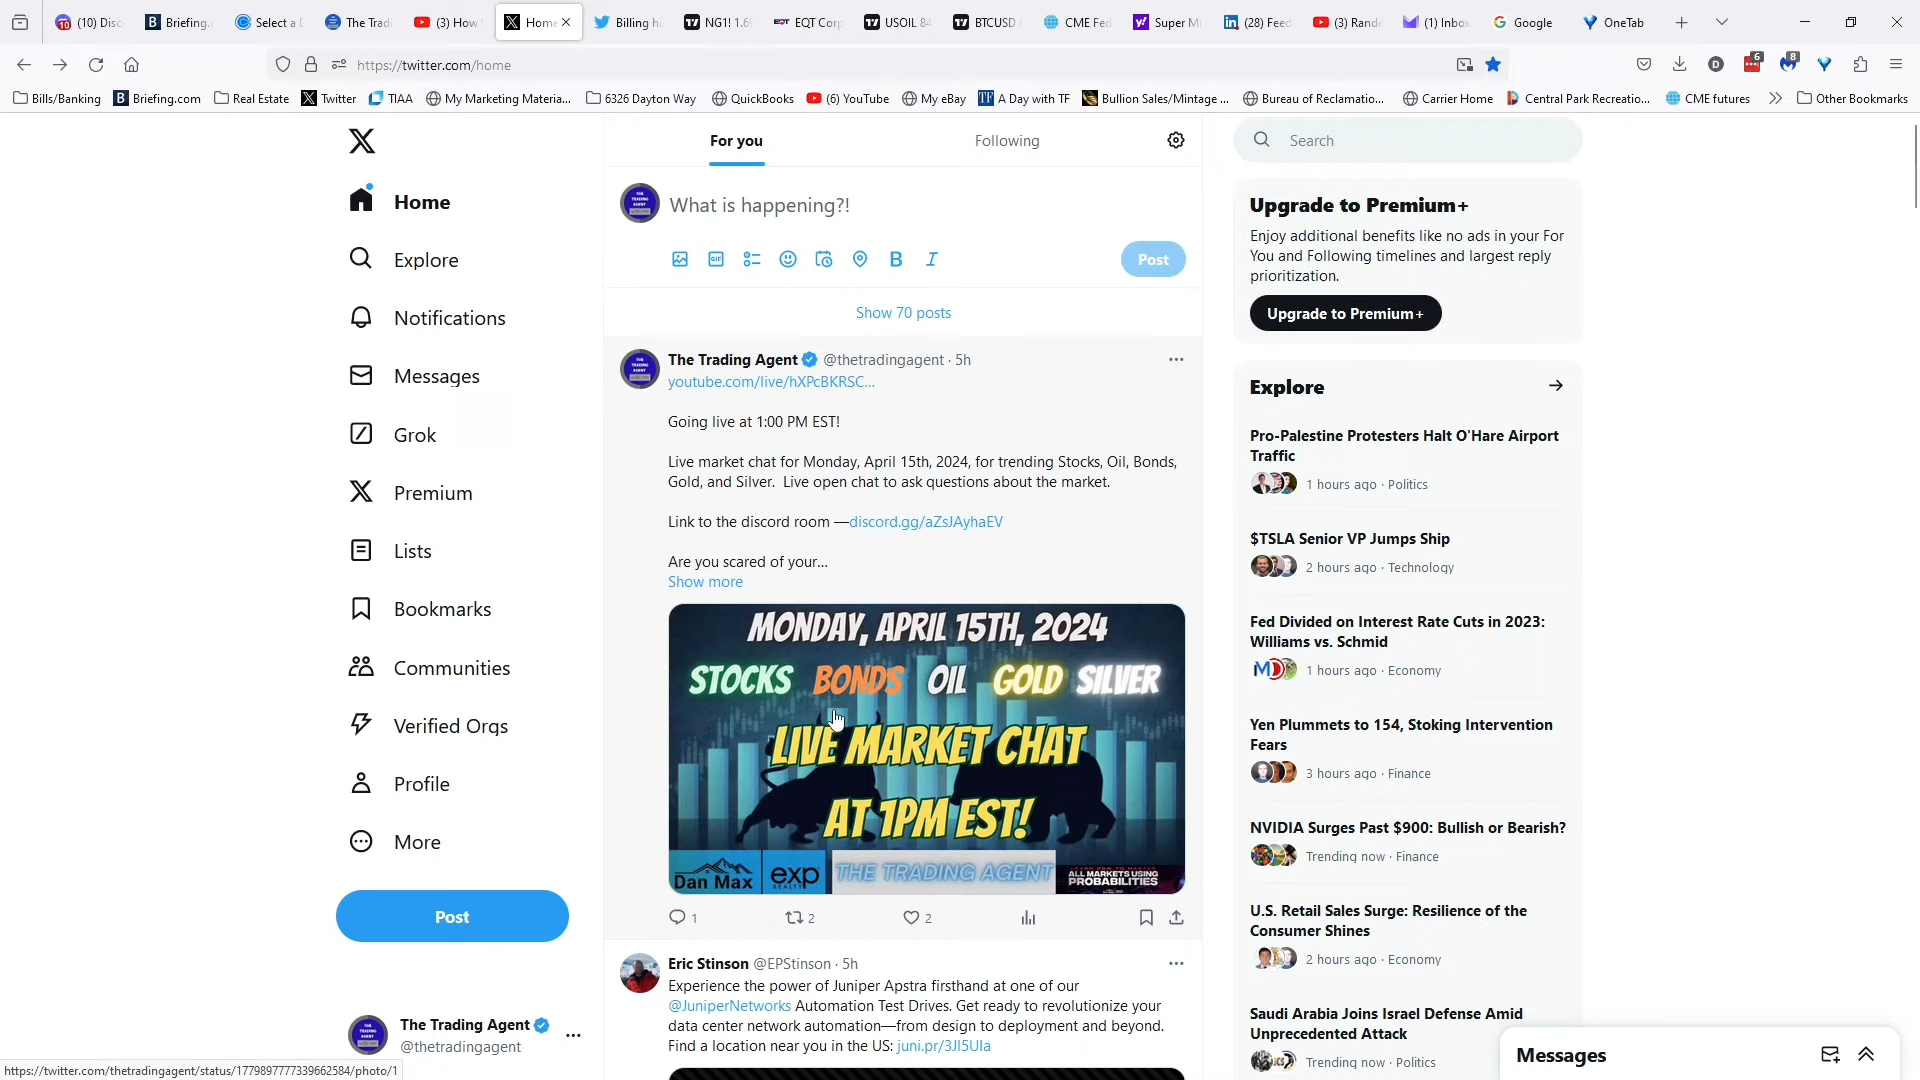 (10) Disc
Briefing.
Select a D
The Tradi
(3) How
Home
Billing hi
NG1! 1.69
EQT Corp
USOIL 84
BTCUSD
CME Fed
Super Mi
(28) Feed
(3) Rande
(1) Inbo
Google
OneTab
https://twitter.com/home
6
8
Bills/Banking
Briefing.com
Real Estate
Twitter
TIAA
My Marketing Materia...
6326 Dayton Way
QuickBooks
(6) YouTube
My eBay
A Day with TF
Bullion Sales/Mintage ...
Bureau of Reclamatio...
Carrier Home
Central Park Recreatio...
CME futures
Other Bookmarks
Home
Explore
Notifications
Messages
Grok
Premium
Lists
Bookmarks
Communities
Verified Orgs
Profile
More
Post
The Trading Agent
@thetradingagent
https://twitter.com/thetradingagent/status/1779897777339662584/photo/1
For you
Following
What is happening?!
Post
Show 70 posts
The Trading Agent @thetradingagent · 5h
youtube.com/live/hXPcBKRSC...
Going live at 1:00 PM EST!
Live market chat for Monday, April 15th, 2024, for trending Stocks, Oil, Bonds,
Gold, and Silver. Live open chat to ask questions about the market.
Link to the discord room —discord.gg/aZsJAyhaEV
Are you scared of your...
Show more
MONDAY, APRIL 15TH, 2024
STOCKS BONDS OIL GOLD SILVER
LIVE MARKET CHAT
AT 1PM EST!
Dan Max
exp
REALTY
THE TRADING AGENT
ALL MARKETS USING
PROBABILITIES
1
2
2
Eric Stinson @EPStinson · 5h
Experience the power of Juniper Apstra firsthand at one of our
@JuniperNetworks Automation Test Drives. Get ready to revolutionize your
data center network automation—from design to deployment and beyond.
Find a location near you in the US: juni.pr/3JI5UIa
Search
Upgrade to Premium+
Enjoy additional benefits like no ads in your For
You and Following timelines and largest reply
prioritization.
Upgrade to Premium+
Explore
Pro-Palestine Protesters Halt O'Hare Airport
Traffic
1 hours ago · Politics
$TSLA Senior VP Jumps Ship
2 hours ago · Technology
Fed Divided on Interest Rate Cuts in 2023:
Williams vs. Schmid
1 hours ago · Economy
Yen Plummets to 154, Stoking Intervention
Fears
3 hours ago · Finance
NVIDIA Surges Past $900: Bullish or Bearish?
Trending now · Finance
U.S. Retail Sales Surge: Resilience of the
Consumer Shines
2 hours ago · Economy
Saudi Arabia Joins Israel Defense Amid
Unprecedented Attack
Trending now · Politics
Messages